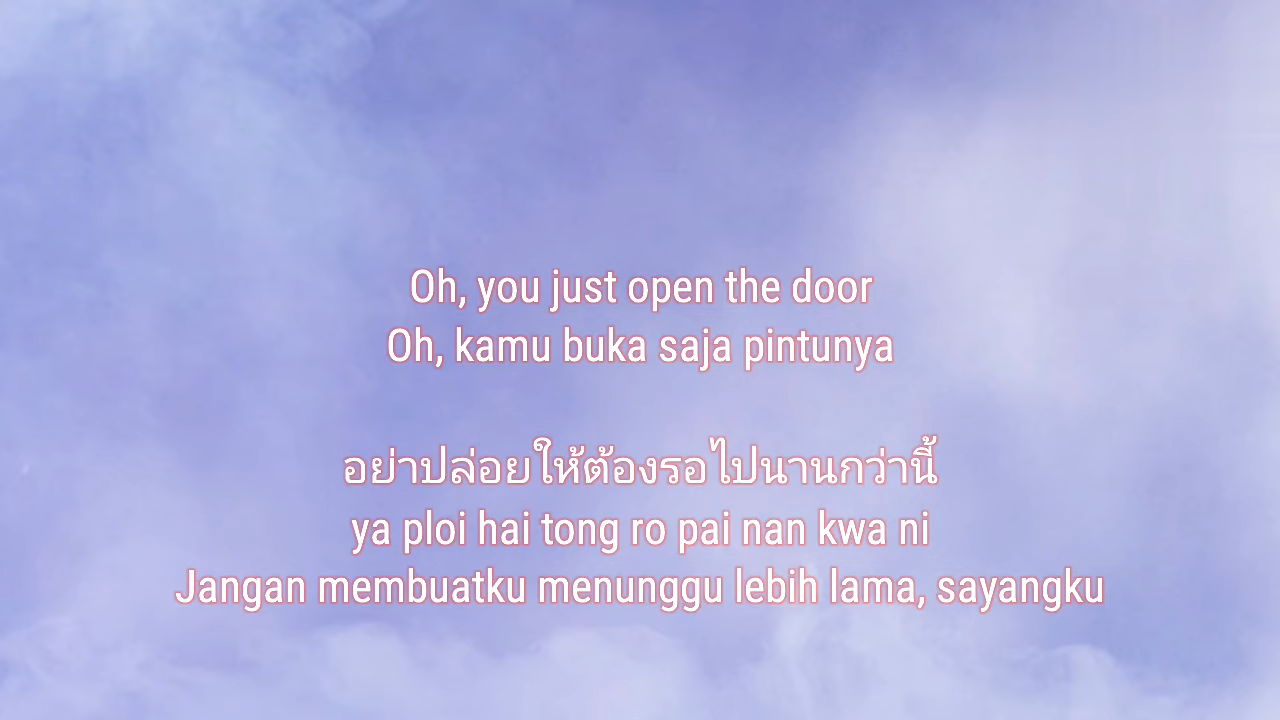 Oh, you just open the door
Oh, kamu buka saja pintunya
อย่าปล่อยให้ต้องรอไปนานกว่านี้
ya ploi hai tong ro pai nan kwa ni
Jangan membuatku menunggu lebih lama, sayangku